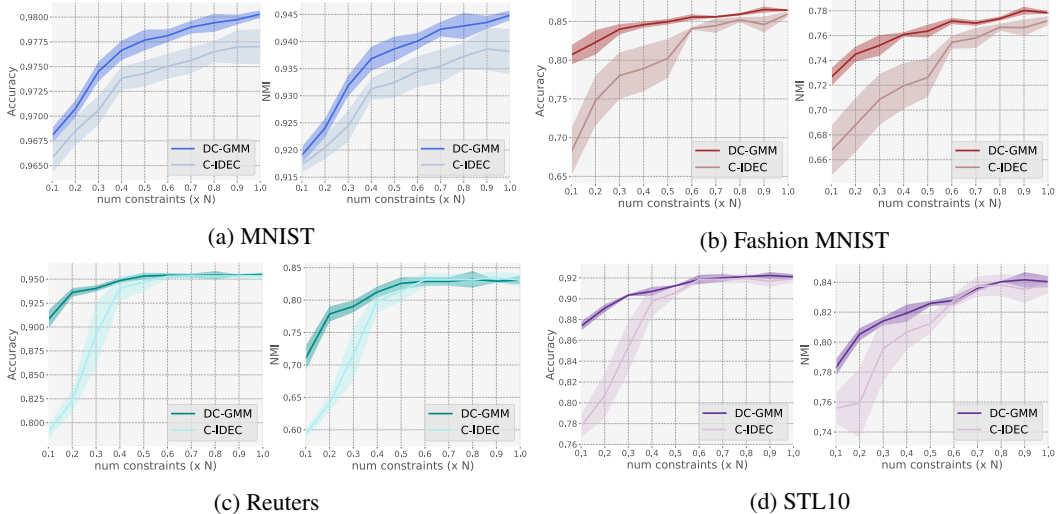 0.9800
0.9775
0.9750
0.9725
0.9700
0.9675
0.9650
Accuracy
0.1 0.2 0.3 0.4 0.5 0.6 0.7 0.8 0.9 1.0
num constraints (x N)
DC-GMM
C-IDEC
0.945
0.940
0.935
0.930
0.925
0.920
0.915
NMI
0.1 0.2 0.3 0.4 0.5 0.6 0.7 0.8 0.9 1.0
num constraints (x N)
DC-GMM
C-IDEC
(a) MNIST
0.85
0.80
0.75
0.70
0.65
Accuracy
0.1 0.2 0.3 0.4 0.5 0.6 0.7 0.8 0.9 1.0
num constraints (x N)
DC-GMM
C-IDEC
0.78
0.76
0.74
0.72
0.70
0.68
0.66
NMI
0.1 0.2 0.3 0.4 0.5 0.6 0.7 0.8 0.9 1.0
num constraints (x N)
DC-GMM
C-IDEC
(b) Fashion MNIST
0.950
0.925
0.900
0.875
0.850
0.825
0.800
Accuracy
0.1 0.2 0.3 0.4 0.5 0.6 0.7 0.8 0.9 1.0
num constraints (x N)
DC-GMM
C-IDEC
0.85
0.80
0.75
0.70
0.65
0.60
NMI
0.1 0.2 0.3 0.4 0.5 0.6 0.7 0.8 0.9 1.0
num constraints (x N)
DC-GMM
C-IDEC
(c) Reuters
0.92
0.90
0.88
0.86
0.84
0.82
0.80
0.78
0.76
Accuracy
0.1 0.2 0.3 0.4 0.5 0.6 0.7 0.8 0.9 1.0
num constraints (x N)
DC-GMM
C-IDEC
0.84
0.82
0.80
0.78
0.76
0.74
NMI
0.1 0.2 0.3 0.4 0.5 0.6 0.7 0.8 0.9 1.0
num constraints (x N)
DC-GMM
C-IDEC
(d) STL10